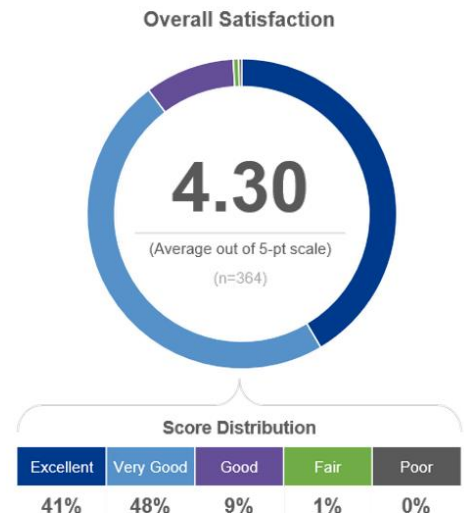 Overall Satisfaction
4.30
(Average out of 5-pt scale)
(n=364)
Score Distribution
Excellent Very Good Good Fair Poor
41% 48% 9% 1% 0%